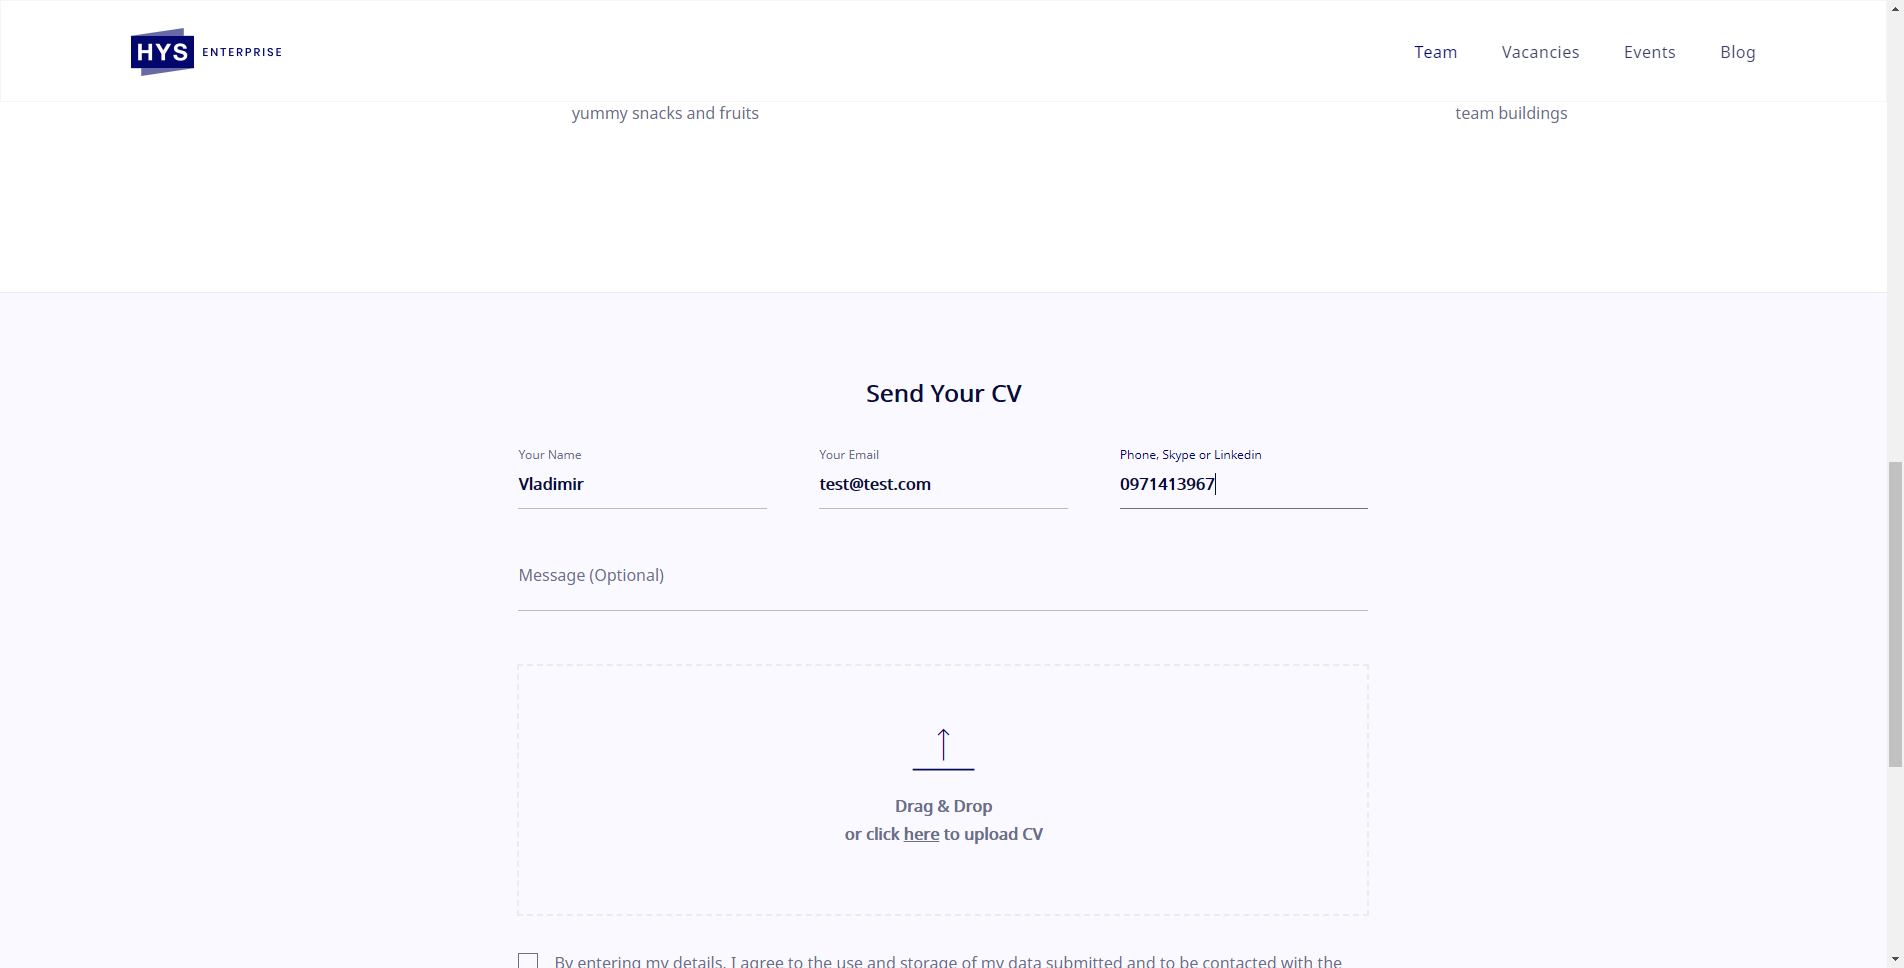 HYS ENTERPRISE
Team Vacancies Events Blog
yummy snacks and fruits
team buildings
Send Your CV
Your Name
Vladimir
Your Email
test@test.com
Phone, Skype or Linkedin
0971413967
Message (Optional)
Drag & Drop
or click here to upload CV
By entering my details, I agree to the use and storage of my data submitted and to be contacted with the